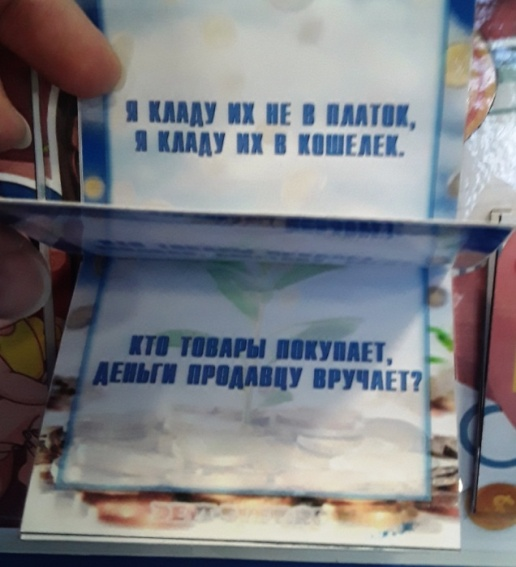 Я КЛАДУ ИХ НЕ В ПЛАТОК,
Я КЛАДУ ИХ В КОШЕЛЕК.
КТО ТОВАРЫ ПОКУПАЕТ,
ДЕНЬГИ ПРОДАВЦУ ВРУЧАЕТ?